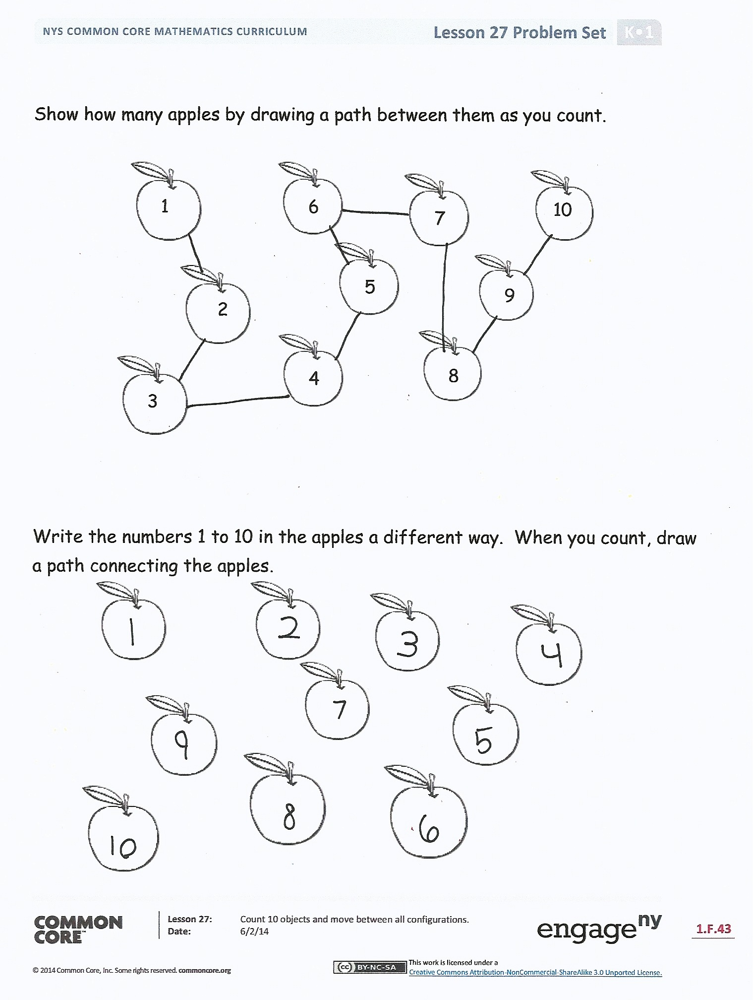 NYS COMMON CORE MATHEMATICS CURRICULUM Lesson 27 Problem Set K•1
Show how many apples by drawing a path between them as you count.
1 6 7 10
2 5 9
3 4 8
Write the numbers 1 to 10 in the apples a different way. When you count, draw
a path connecting the apples.
1 2 3 4
9 7 5
10 8 6
COMMON
CORE™
Lesson 27: Count 10 objects and move between all configurations.
Date: 6/2/14
engageny
1.F.43
© 2014 Common Core, Inc. Some rights reserved. commoncore.org
cc BY-NC-SA
This work is licensed under a
Creative Commons Attribution-NonCommercial-ShareAlike 3.0 Unported License.